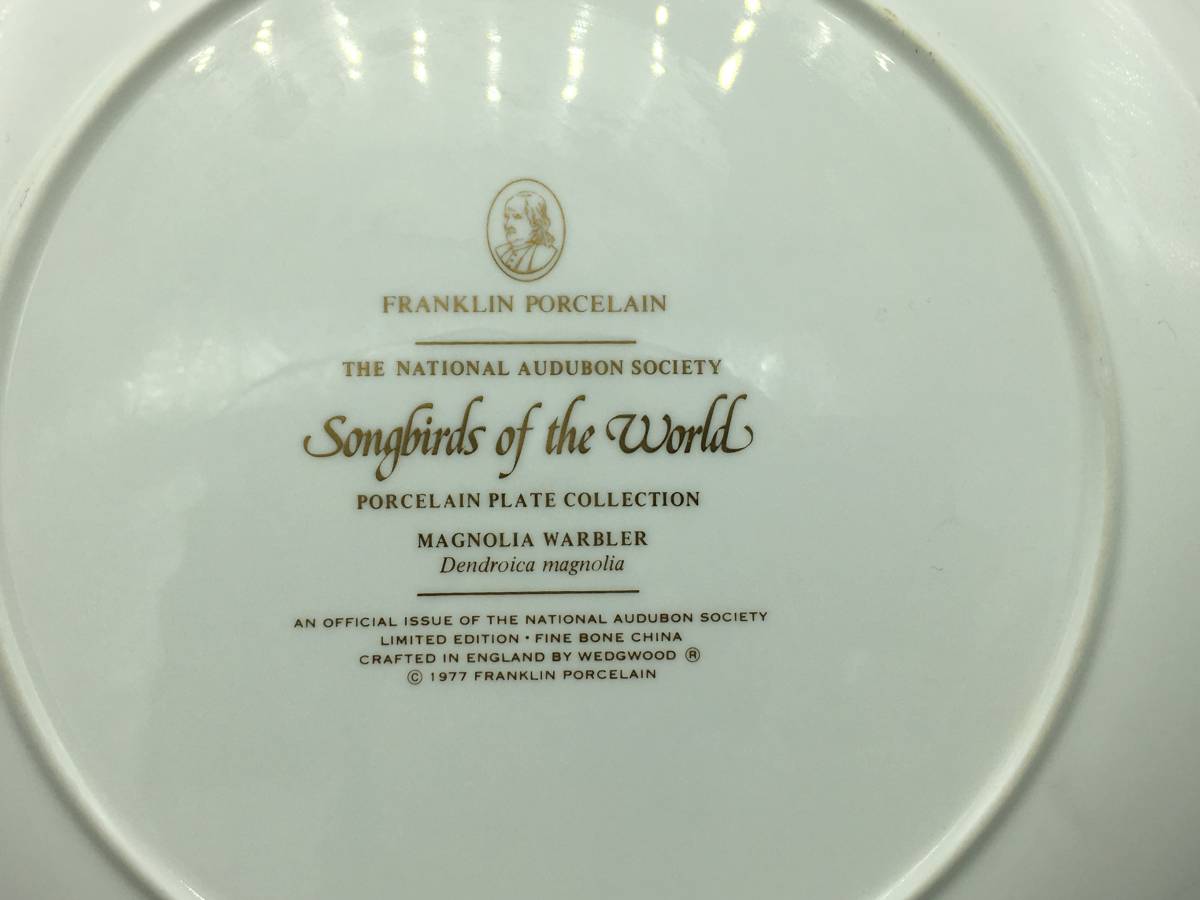 FRANKLIN PORCELAIN
THE NATIONAL AUDUBON SOCIETY
Songbirds of the World
PORCELAIN PLATE COLLECTION
MAGNOLIA WARBLER
Dendroica magnolia
AN OFFICIAL ISSUE OF THE NATIONAL AUDUBON SOCIETY
LIMITED EDITION • FINE BONE CHINA
CRAFTED IN ENGLAND BY WEDGWOOD ®
© 1977 FRANKLIN PORCELAIN